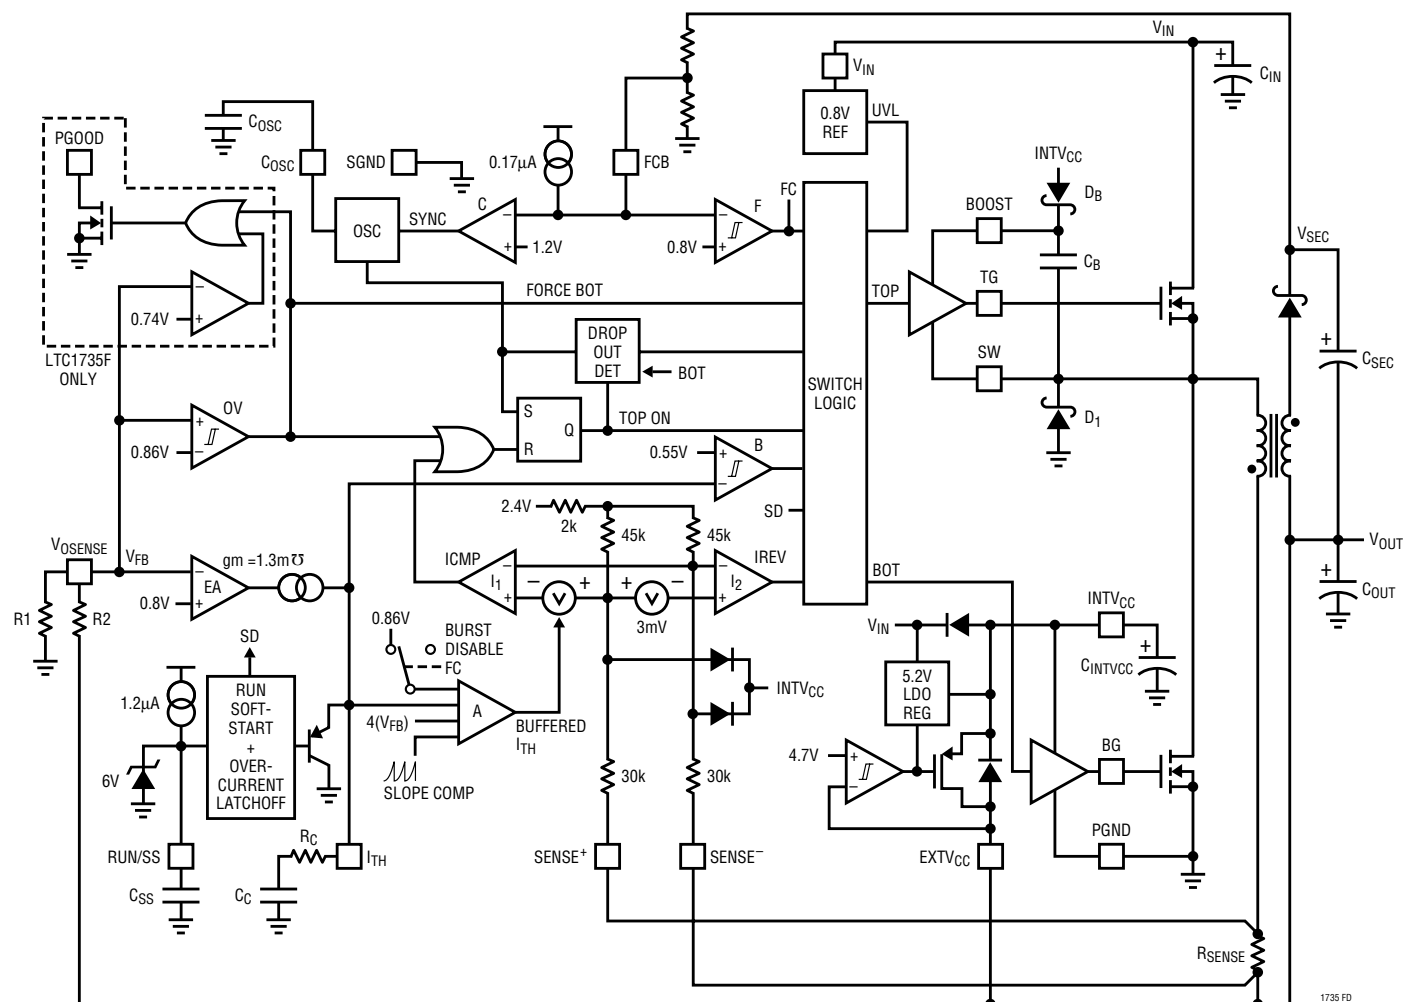 VIN
VIN
CIN
COSC
0.8V
REF
UVL
PGOOD
COSC
SGND
0.17µA
FCB
INTVCC
DB
FC
BOOST
C
F
OSC
SYNC
1.2V
0.8V
VSEC
CB
TG
FORCE BOT
TOP
0.74V
DROP
OUT
DET
SW
LTC1735F
ONLY
BOT
SWITCH
LOGIC
CSEC
OV
S
Q
R
TOP ON
D1
0.86V
0.55V
B
2.4V
2k
45k
45k
SD
VOSENSE
VFB
gm =1.3m℧
ICMP
IREV
VOUT
EA
I1
I2
BOT
0.8V
V
V
3mV
COUT
R1
R2
0.86V
BURST
DISABLE
FC
VIN
INTVCC
SD
CINTVCC
1.2µA
RUN
SOFT-
START
+
OVER-
CURRENT
LATCHOFF
A
4(VFB)
BUFFERED
ITH
INTVCC
5.2V
LDO
REG
4.7V
BG
6V
SLOPE COMP
30k
30k
PGND
RC
RUN/SS
ITH
SENSE+
SENSE–
EXTVCC
CSS
CC
RSENSE
1735 FD